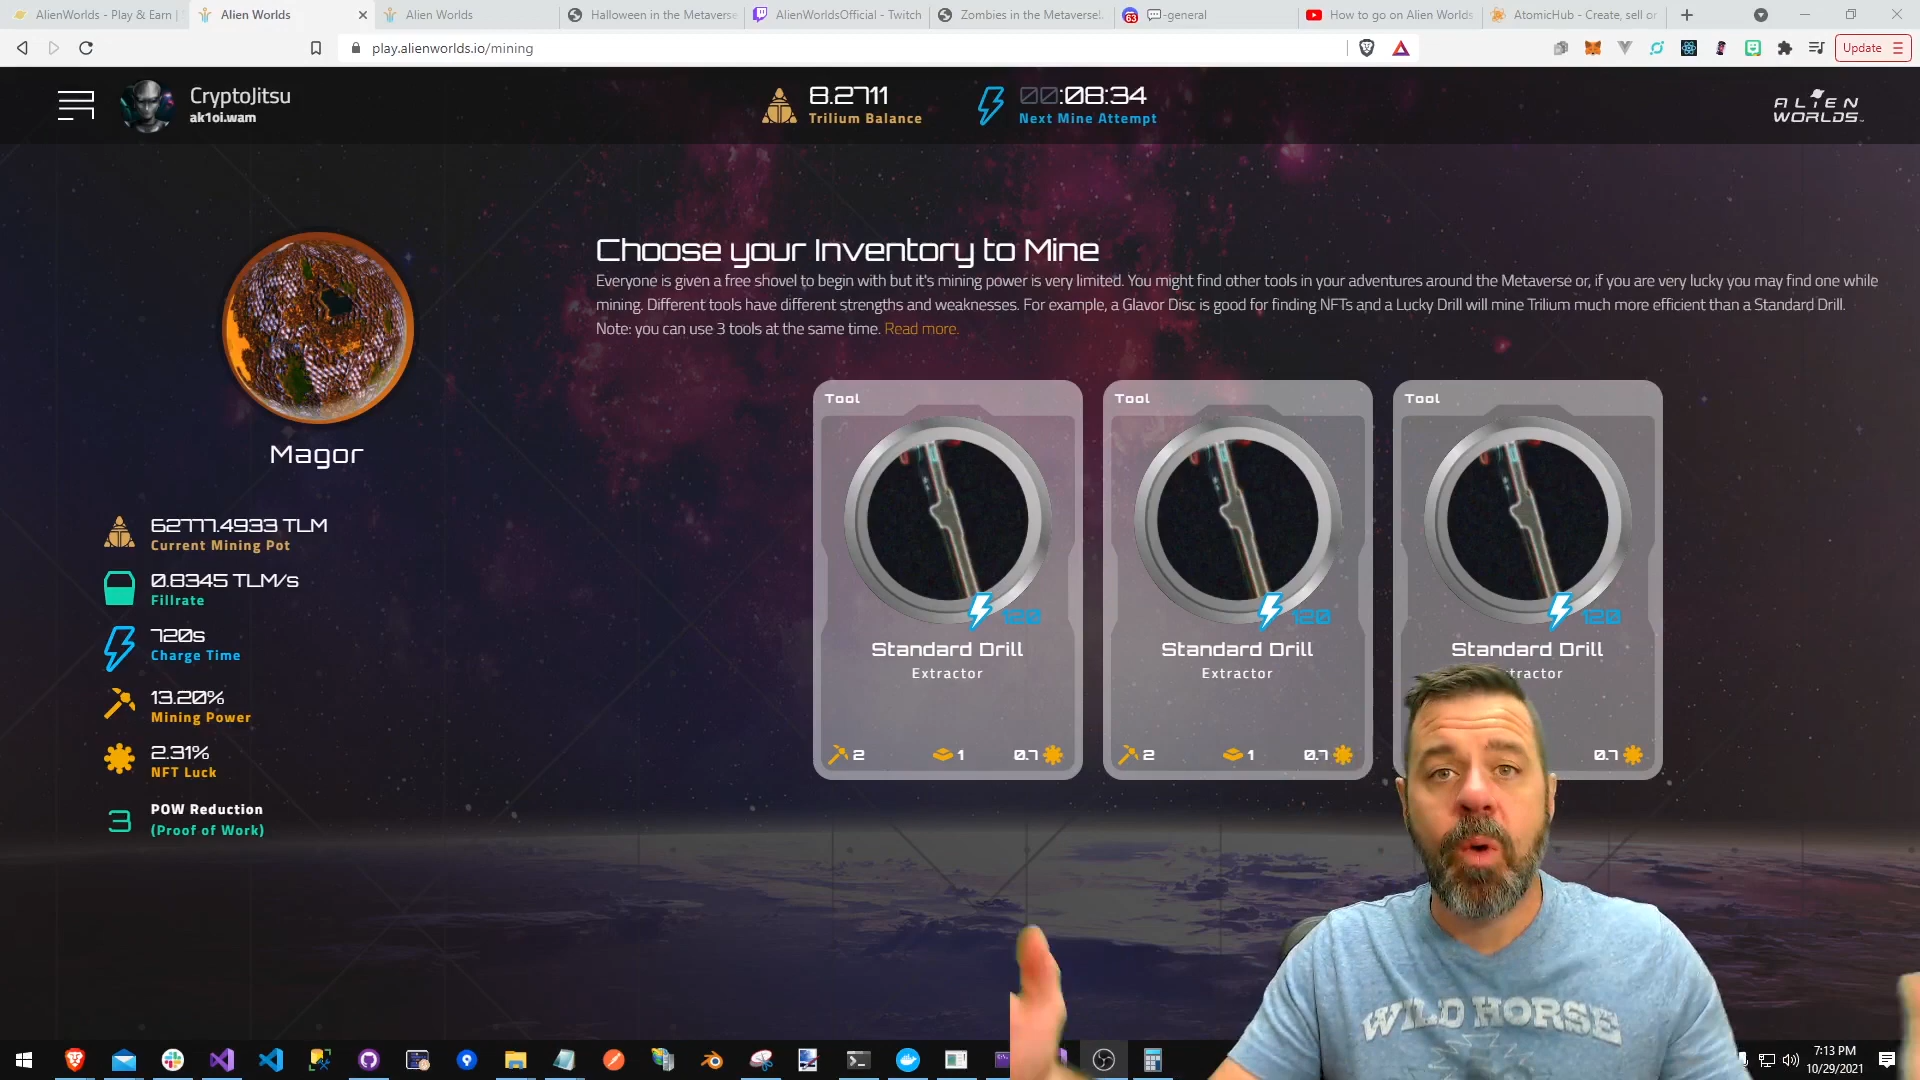 AlienWorlds - Play & Earn |
Alien Worlds
Alien Worlds
Halloween in the Metaverse
AlienWorldsOfficial - Twitch
Zombies in the Metaverse!
63
-general
How to go on Alien Worlds
AtomicHub - Create, sell or
play.alienworlds.io/mining
Update
CryptoJitsu
ak1oi.wam
8.2711
Trilium Balance
00:08:34
Next Mine Attempt
ALIEN
WORLDS
Choose your Inventory to Mine
Everyone is given a free shovel to begin with but it's mining power is very limited. You might find other tools in your adventures around the Metaverse or, if you are very lucky you may find one while
mining. Different tools have different strengths and weaknesses. For example, a Glavor Disc is good for finding NFTs and a Lucky Drill will mine Trilium much more efficient than a Standard Drill.
Note: you can use 3 tools at the same time. Read more.
Magor
62777.4933 TLM
Current Mining Pot
0.8345 TLM/s
Fillrate
720s
Charge Time
13.20%
Mining Power
2.31%
NFT Luck
3
POW Reduction
(Proof of Work)
Tool
120
Standard Drill
Extractor
2
1
0.7
Tool
120
Standard Drill
Extractor
2
1
0.7
Tool
120
Standard Drill
0.7
WILD HORSE
7:13 PM
10/29/2021